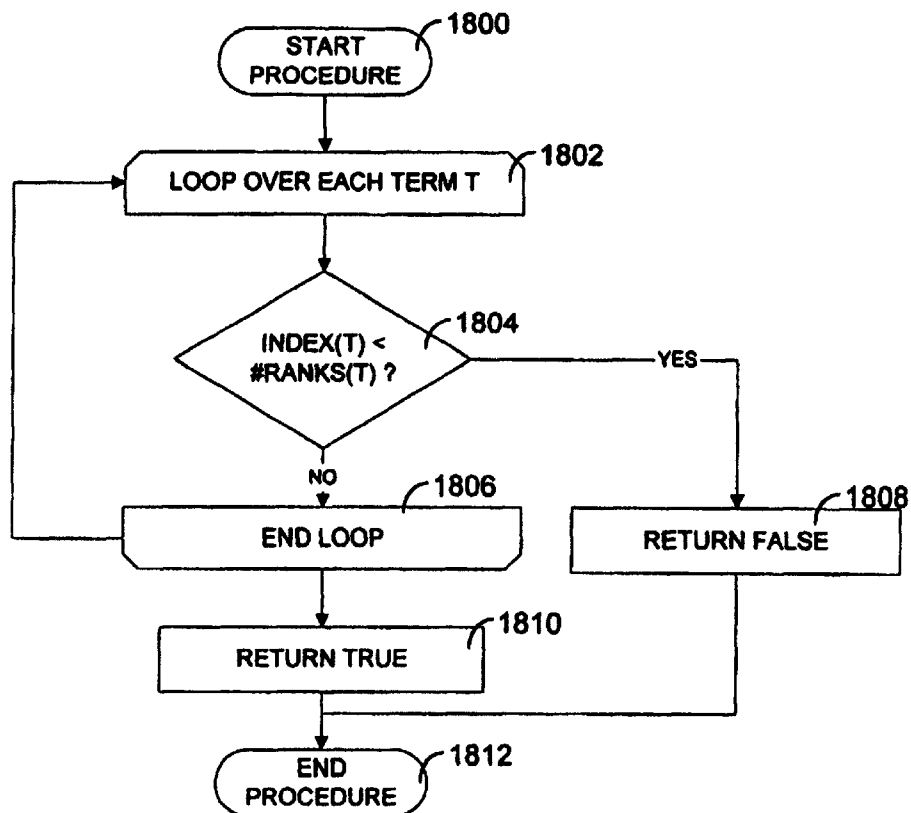 1800
START
PROCEDURE
1802
LOOP OVER EACH TERM T
1804
INDEX(T) <
#RANKS(T) ?
YES
NO
1806
END LOOP
1808
RETURN FALSE
1810
RETURN TRUE
1812
END
PROCEDURE